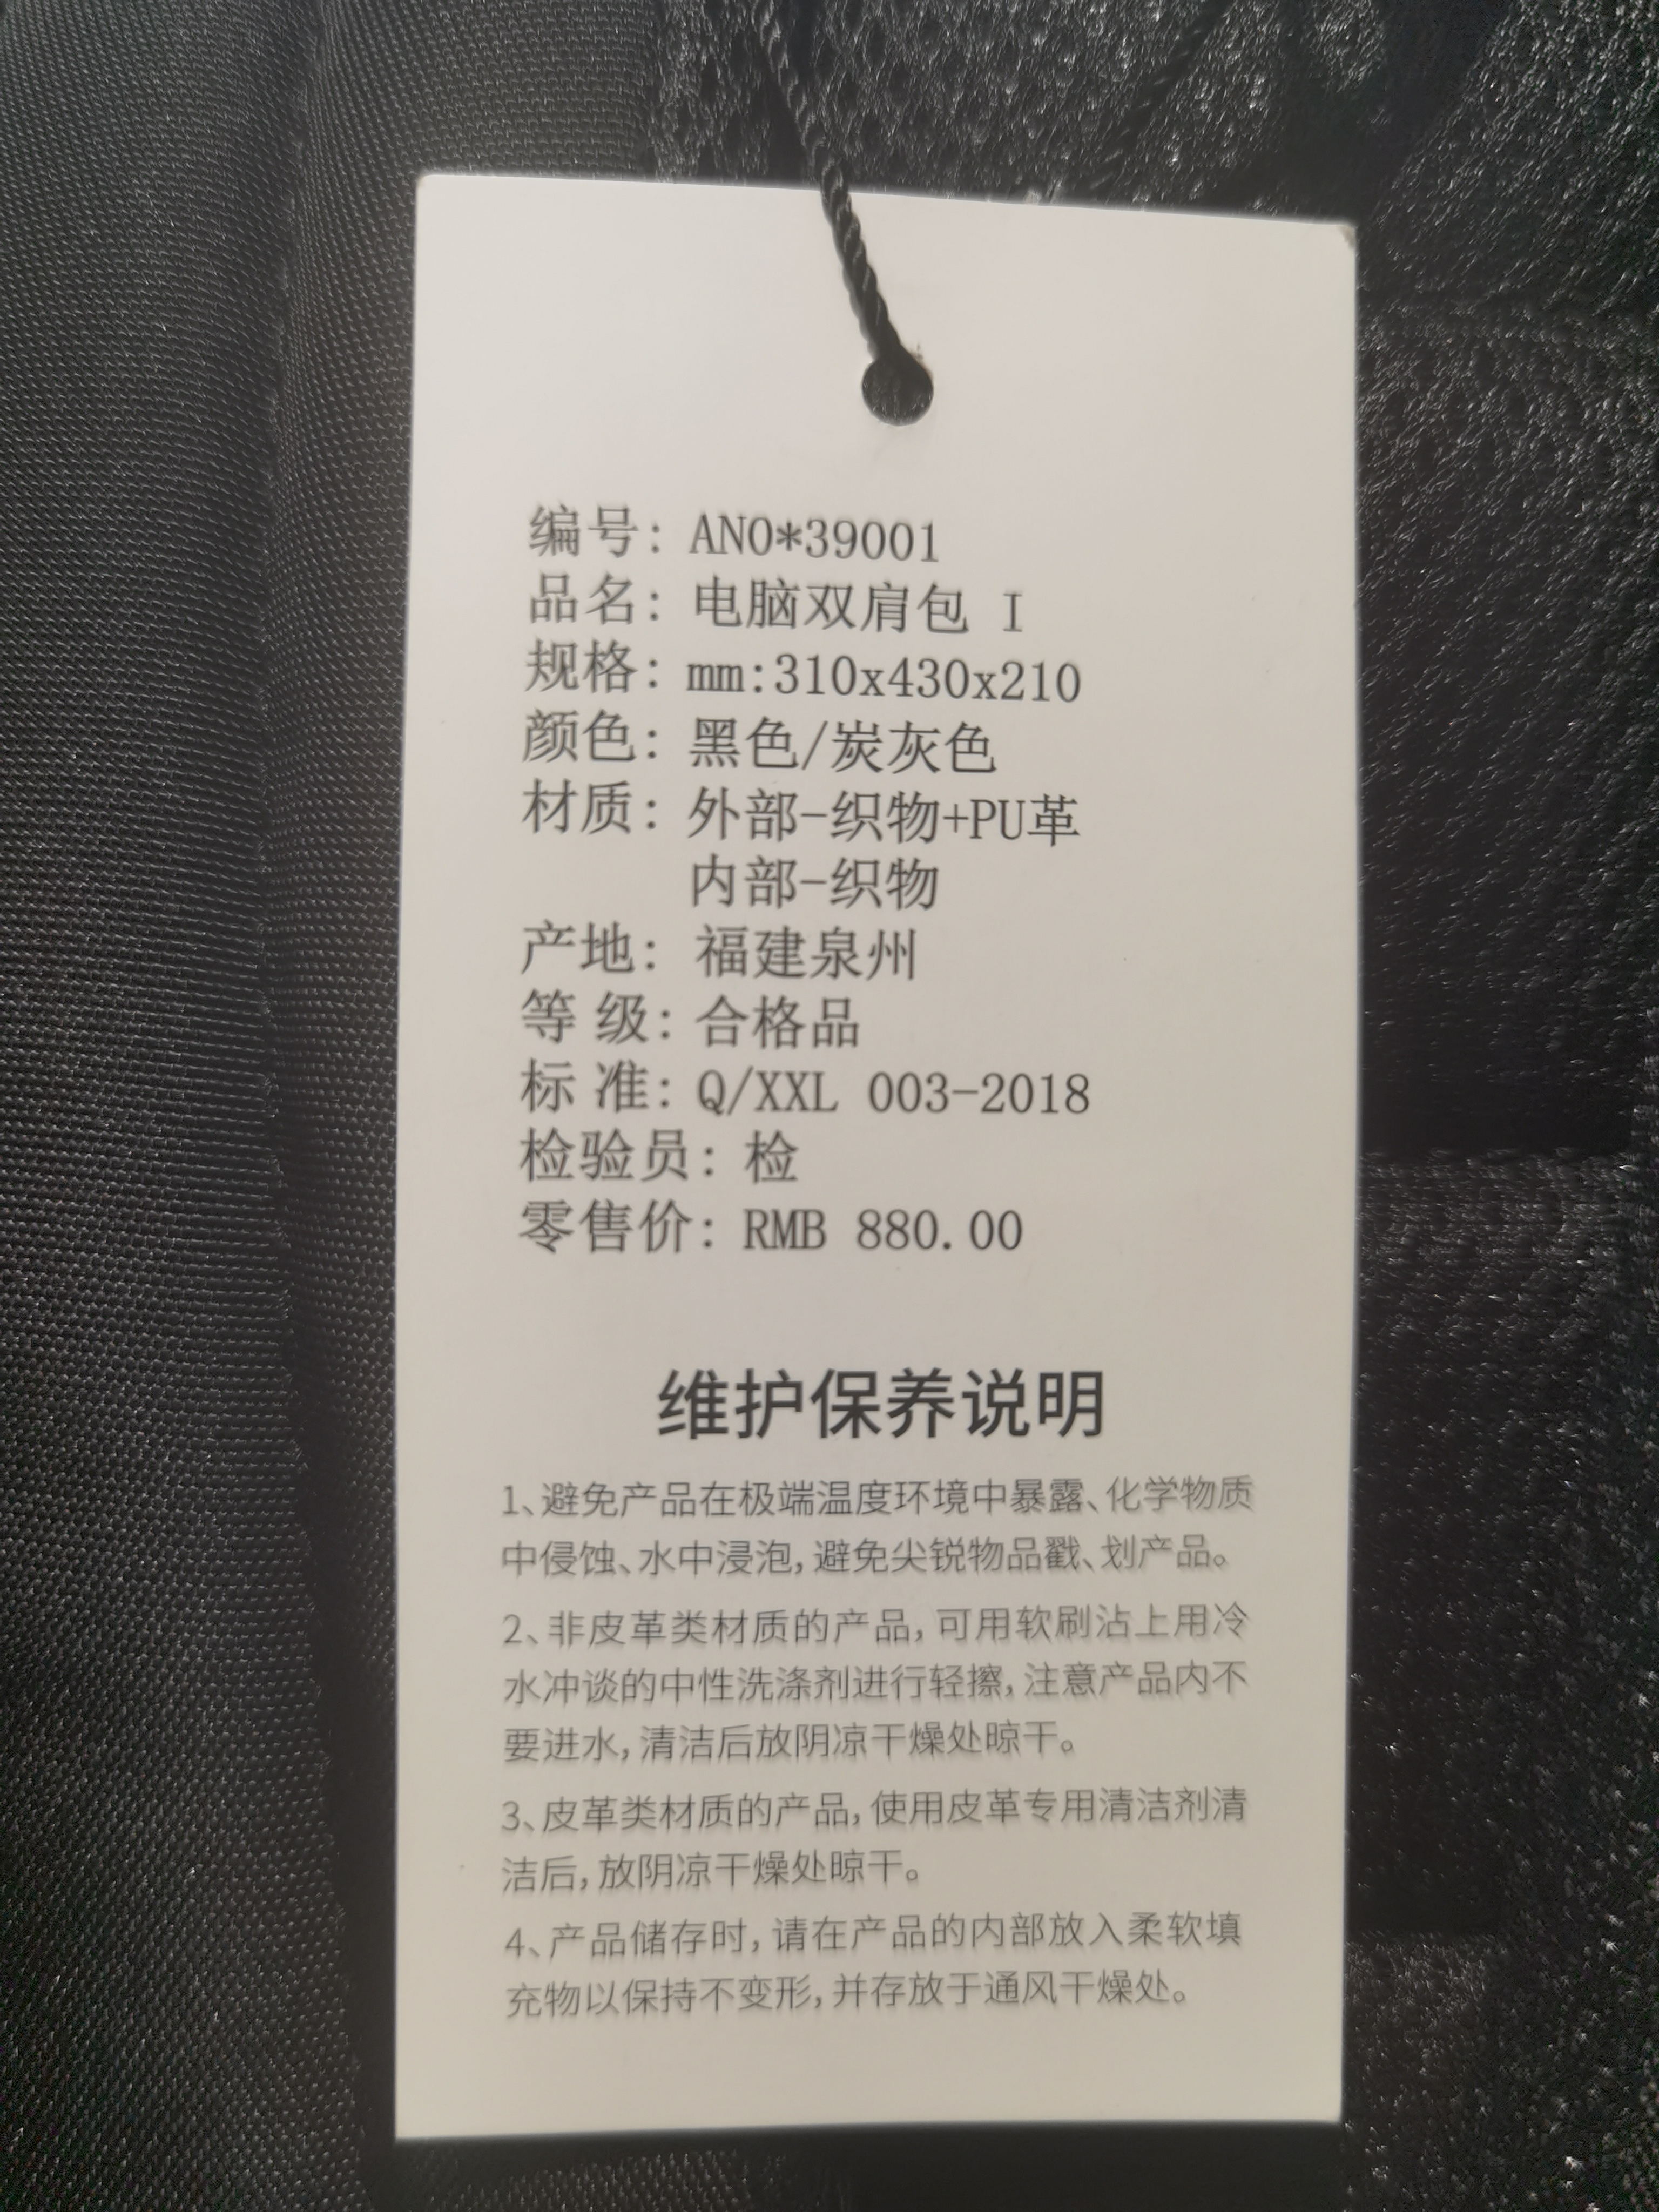 编号：ANO*39001
品名：电脑双肩包 I
规格：mm:310x430x210
颜色：黑色/炭灰色
材质：外部-织物+PU革
内部-织物
产地：福建泉州
等 级：合格品
标 准：Q/XXL 003-2018
检验员：检
零售价：RMB 880.00
维护保养说明
1、避免产品在极端温度环境中暴露、化学物质
中侵蚀、水中浸泡，避免尖锐物品戳、划产品。
2、非皮革类材质的产品，可用软刷沾上用冷
水冲谈的中性洗涤剂进行轻擦，注意产品内不
要进水，清洁后放阴凉干燥处晾干。
3、皮革类材质的产品，使用皮革专用清洁剂清
洁后，放阴凉干燥处晾干。
4、产品储存时，请在产品的内部放入柔软填
充物以保持不变形，并存放于通风干燥处。